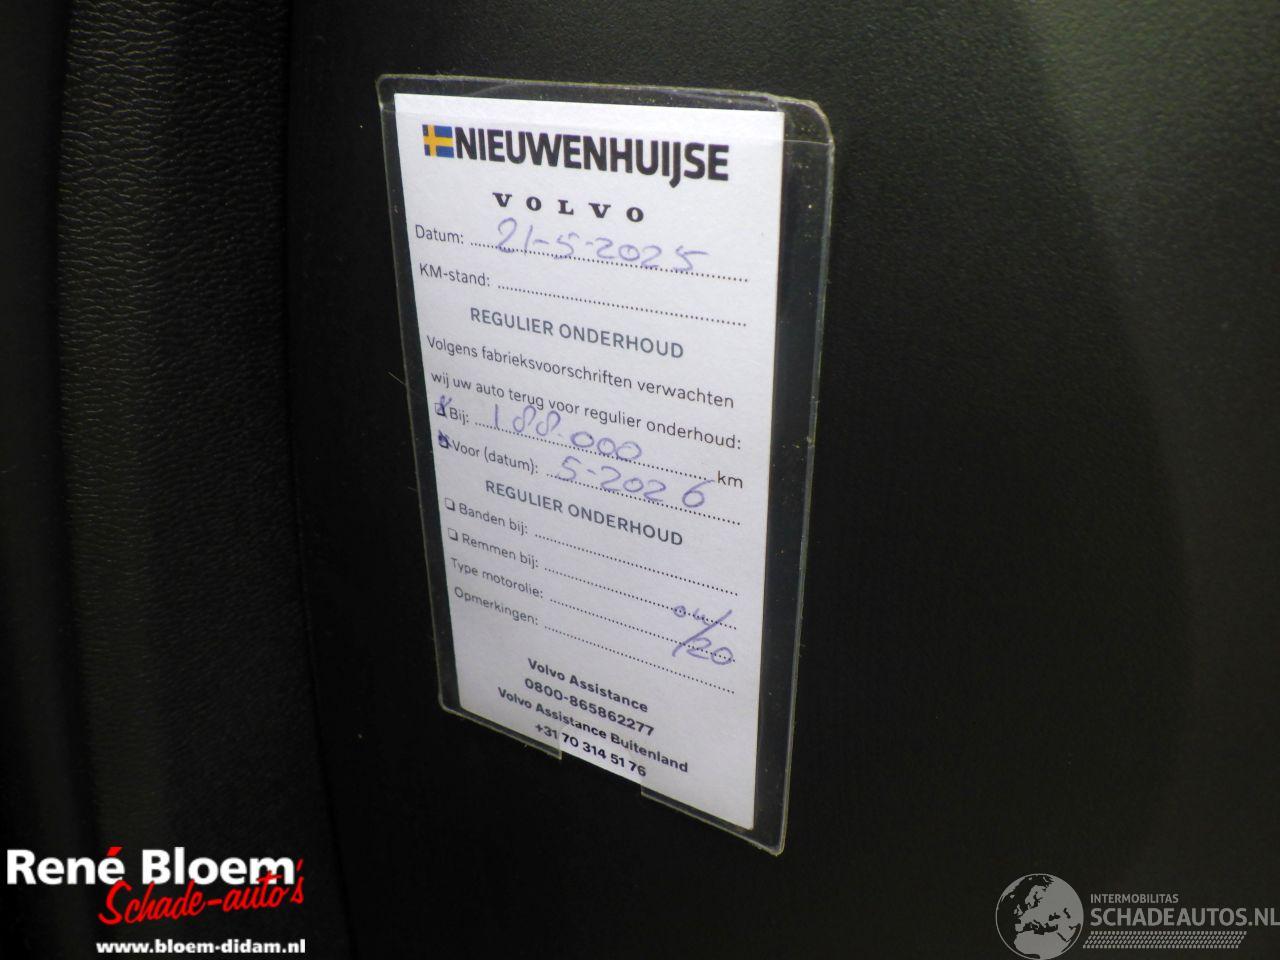 NIEUWENHUIJSE
VOLVO
Datum: 21-5-2025
KM-stand:
REGULIER ONDERHOUD
Volgens fabrieksvoorschriften verwachten
wij uw auto terug voor regulier onderhoud:
Bij: 188.000 km
Voor (datum): 5-2026
REGULIER ONDERHOUD
Banden bij:
Remmen bij:
Type motorolie:
Opmerkingen:
Volvo Assistance
0800-865862277
Volvo Assistance Buitenland
+31 70 314 51 76
René Bloem
Schade-auto's
www.bloem-didam.nl
INTERMOBILITAS
SCHADEAUTOS.NL